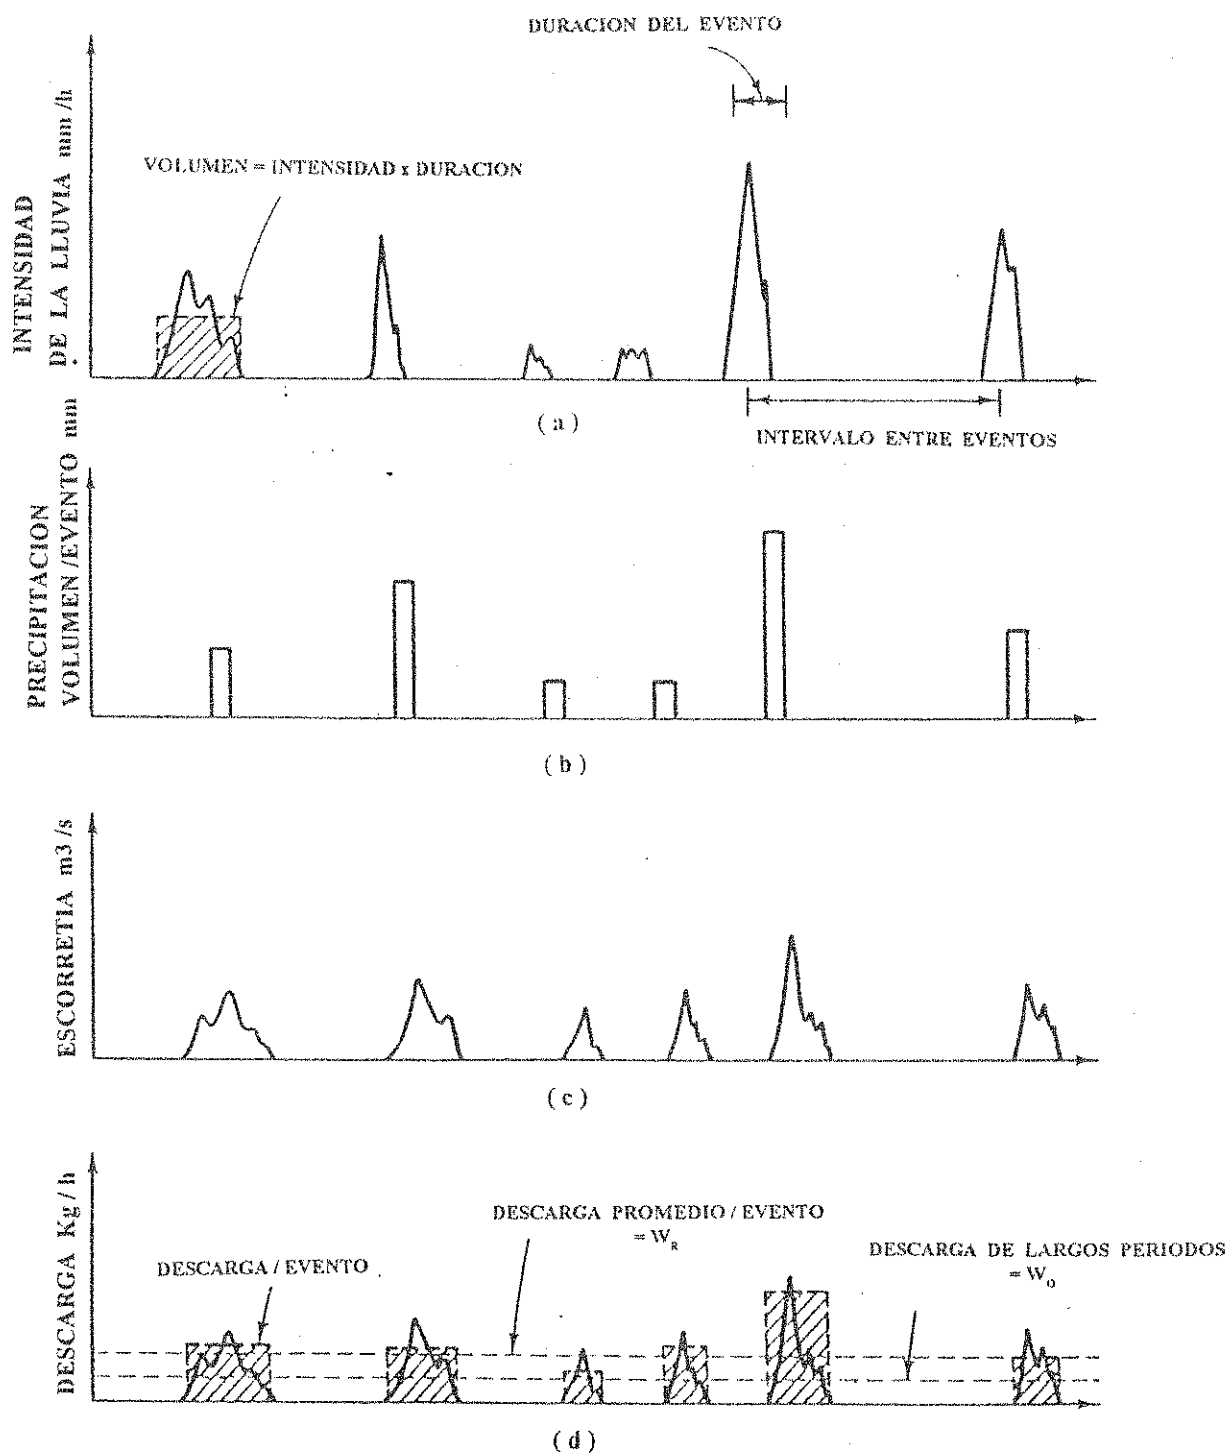 DURACION DEL EVENTO
VOLUMEN = INTENSIDAD x DURACION
INTENSIDAD
DE LA LLUVIA mm /h
( a )
INTERVALO ENTRE EVENTOS
PRECIPITACION
VOLUMEN /EVENTO mm
( b )
ESCORRETIA m3 /s
( c )
DESCARGA Kg / h
DESCARGA PROMEDIO / EVENTO
= W_R
DESCARGA / EVENTO
DESCARGA DE LARGOS PERIODOS
= W_O
( d )